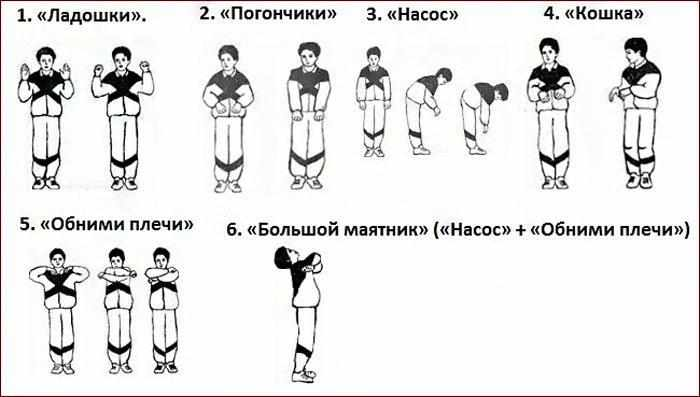 1. «Ладошки».
2. «Погончики»
3. «Насос»
4. «Кошка»
5. «Обними плечи»
6. «Большой маятник» («Насос» + «Обними плечи»)